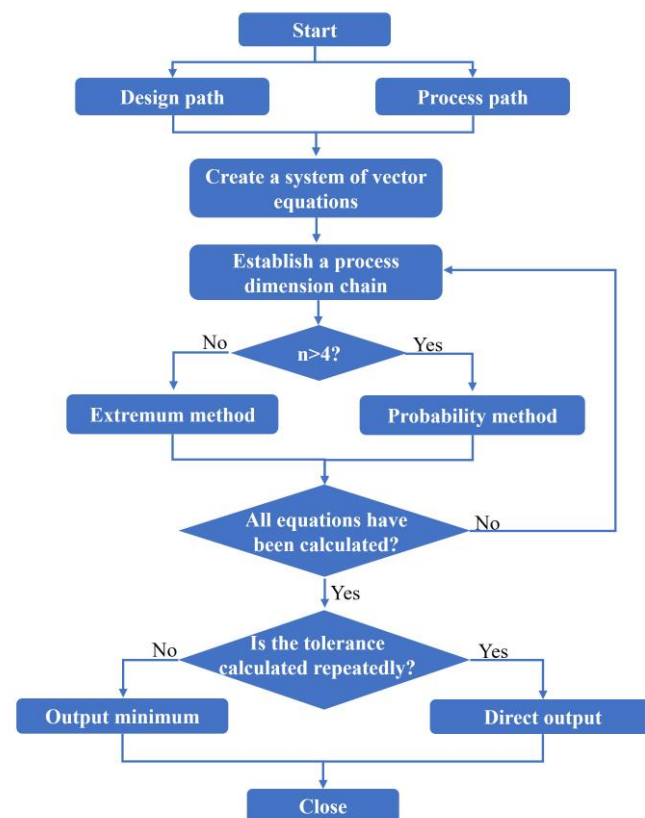 Start
Design path
Process path
Create a system of vector
equations
Establish a process
dimension chain
No
Yes
n>4?
Extremum method
Probability method
All equations have
been calculated?
No
Yes
Is the tolerance
calculated repeatedly?
No
Yes
Output minimum
Direct output
Close